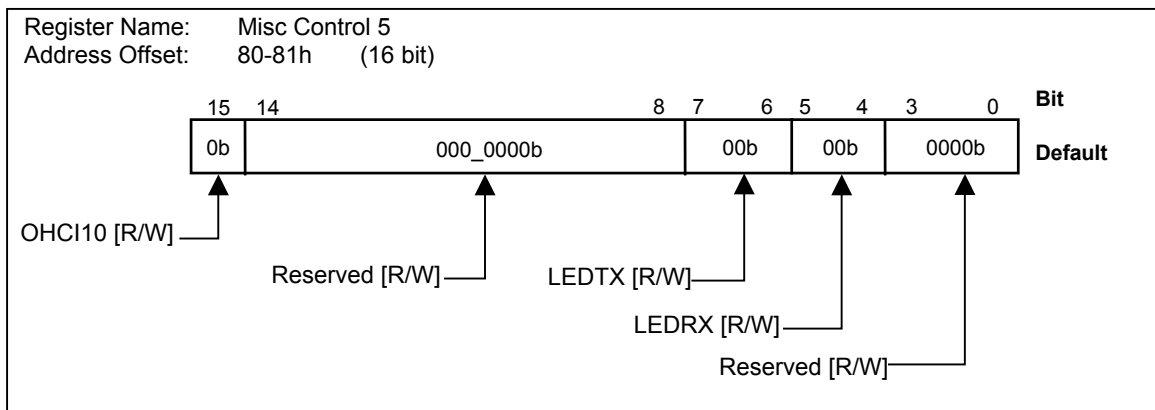 Register Name: Misc Control 5
Address Offset: 80-81h (16 bit)
15 14 8 7 6 5 4 3 0 Bit
0b 000_0000b 00b 00b 0000b Default
OHCI10 [R/W]
Reserved [R/W] LEDTX [R/W]
LEDRX [R/W]
Reserved [R/W]